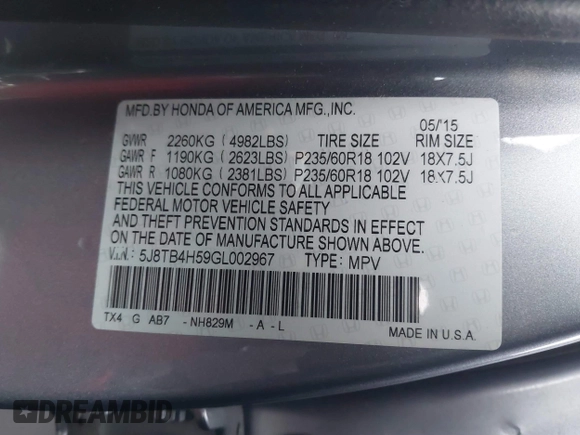 MFD.BY HONDA OF AMERICA MFG.,INC.
05/'15
GVWR 2260KG ( 4982LBS) TIRE SIZE RIM SIZE
GAWR F 1190KG ( 2623LBS) P235/60R18 102V 18X7.5J
GAWR R 1080KG ( 2381LBS) P235/60R18 102V 18X7.5J
THIS VEHICLE CONFORMS TO ALL APPLICABLE
FEDERAL MOTOR VEHICLE SAFETY
AND THEFT PREVENTION STANDARDS IN EFFECT
ON THE DATE OF MANUFACTURE SHOWN ABOVE.
V.I.N.: 5J8TB4H59GL002967 TYPE: MPV
TX4 G AB7 - NH829M - A - L
MADE IN U.S.A.
DREAMBID